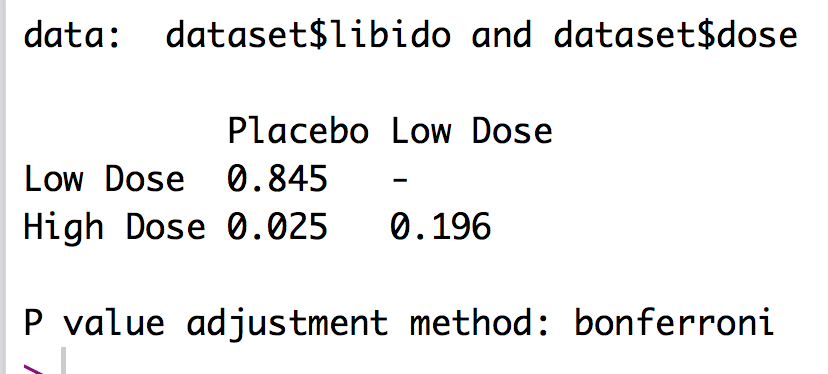 data:  dataset$libido and dataset$dose
Placebo Low Dose
Low Dose  0.845   -
High Dose 0.025   0.196
P value adjustment method: bonferroni
>